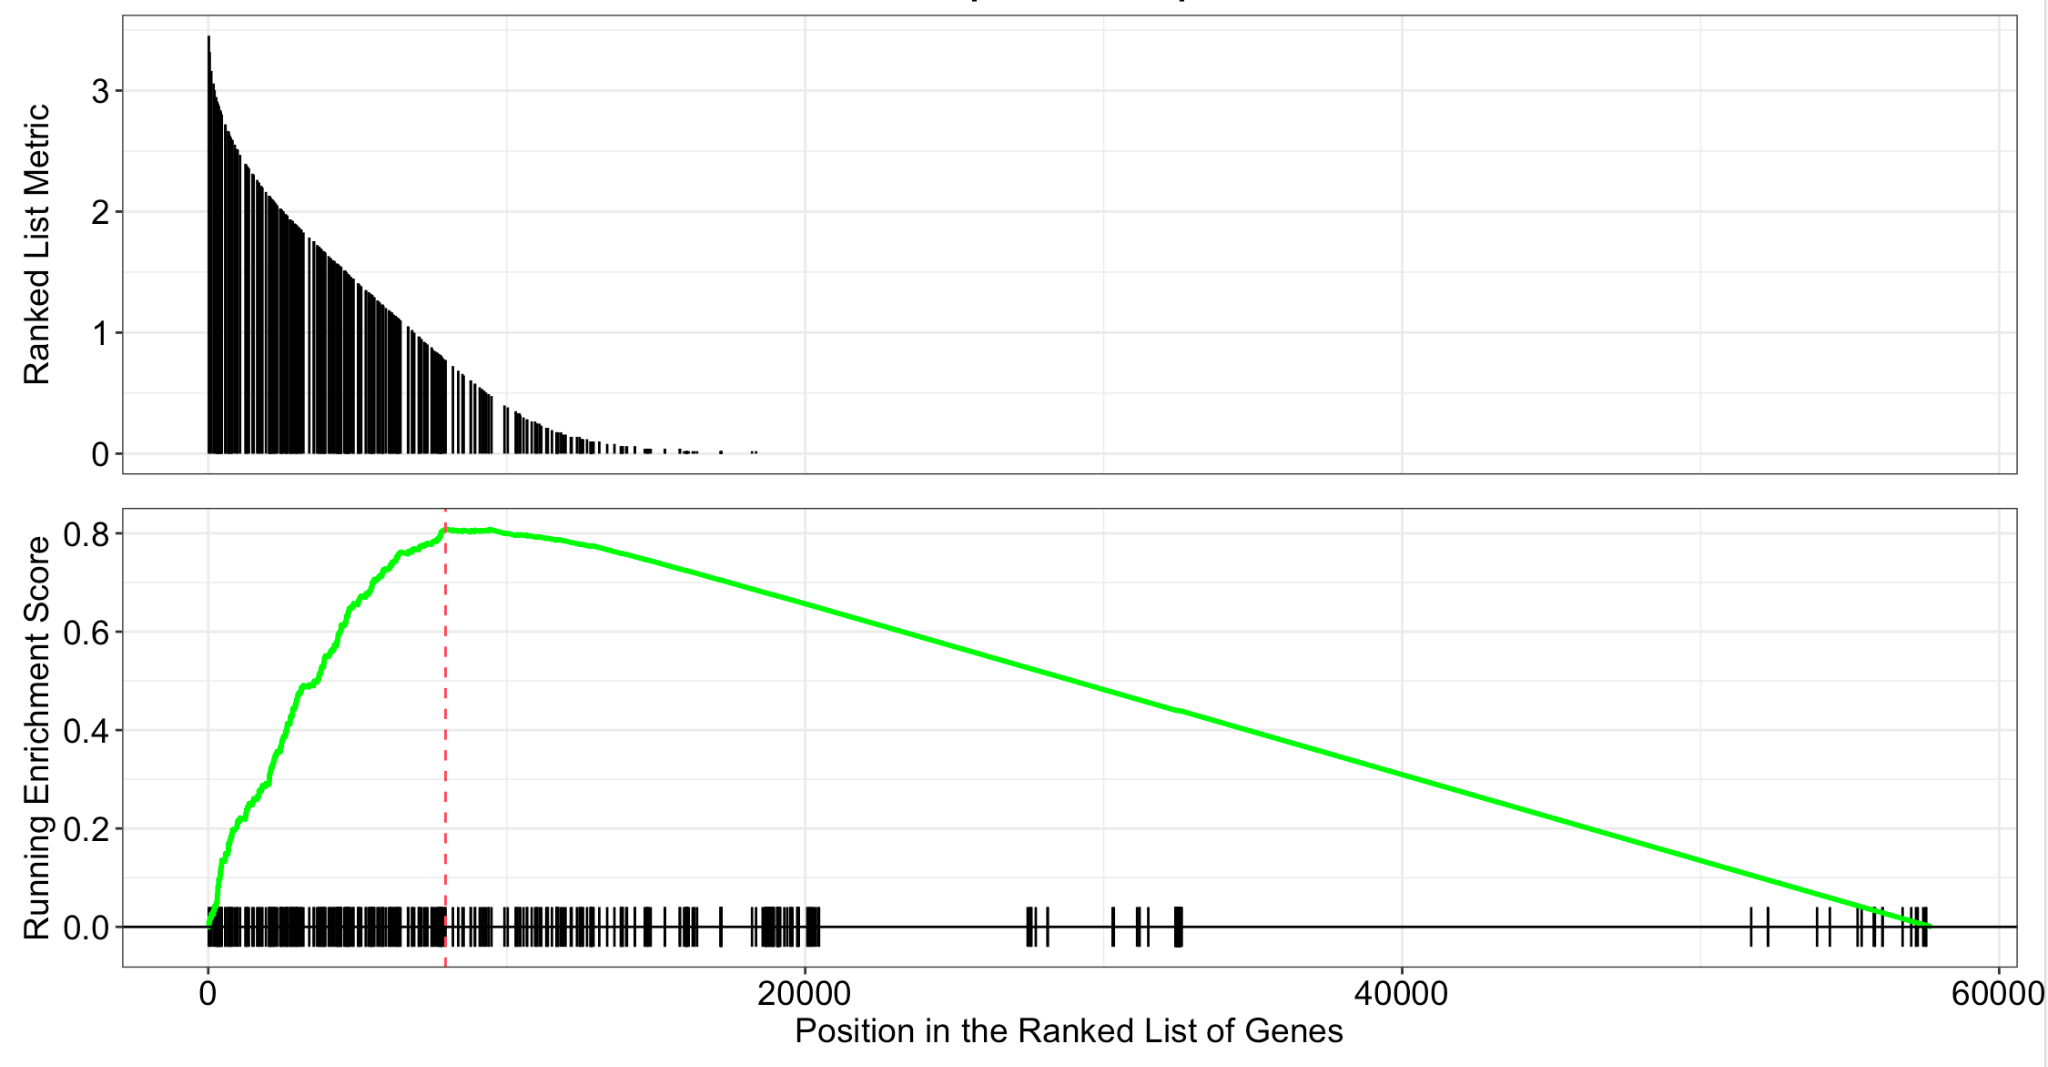 Ranked List Metric
3
2
1
0
Running Enrichment Score
0.8
0.6
0.4
0.2
0.0
0 20000 40000 60000
Position in the Ranked List of Genes